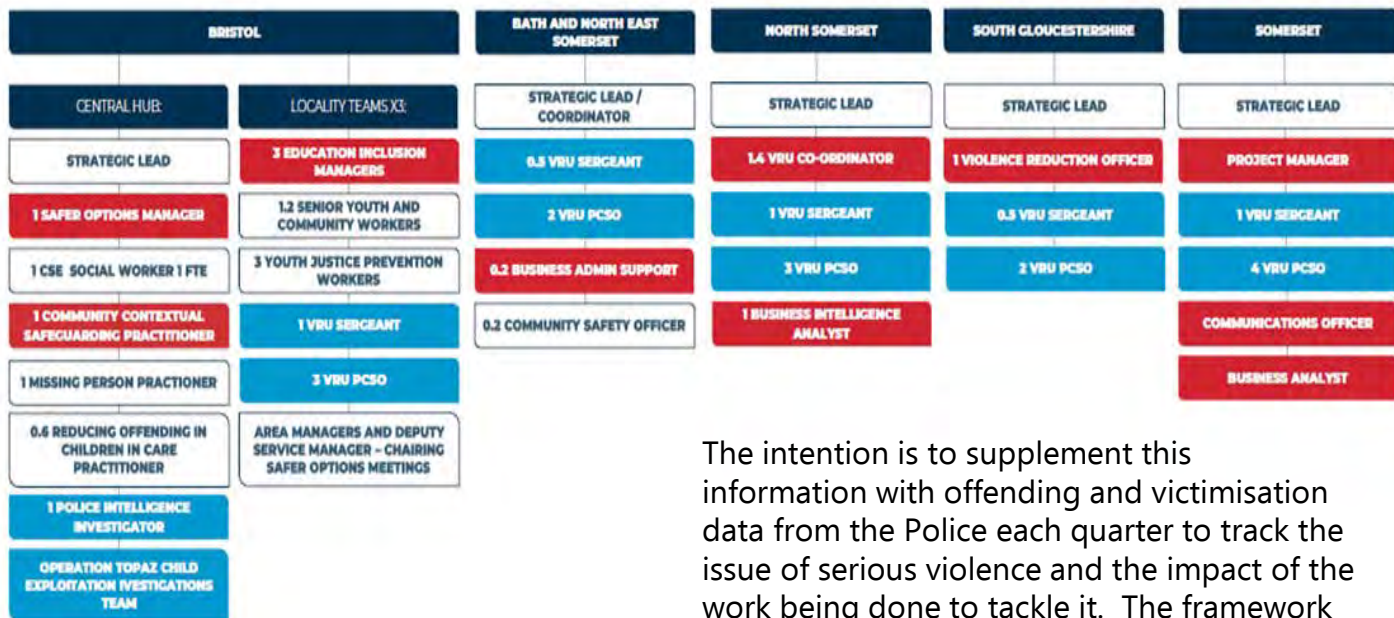 BRISTOL
CENTRAL HUB:
STRATEGIC LEAD
1 SAFER OPTIONS MANAGER
1 CSE SOCIAL WORKER 1 FTE
1 COMMUNITY CONTEXTUAL
SAFEGUARDING PRACTITIONER
1 MISSING PERSON PRACTIONER
0.6 REDUCING OFFENDING IN
CHILDREN IN CARE
PRACTITIONER
1 POLICE INTELLIGENCE
INVESTIGATOR
OPERATION TOPAZ CHILD
EXPLOITATION IVESTIGATIONS
TEAM
LOCALITY TEAMS X3:
3 EDUCATION INCLUSION
MANAGERS
1.2 SENIOR YOUTH AND
COMMUNITY WORKERS
3 YOUTH JUSTICE PREVENTION
WORKERS
1 VRU SERGEANT
3 VRU PCSO
AREA MANAGERS AND DEPUTY
SERVICE MANAGER – CHAIRING
SAFER OPTIONS MEETINGS
BATH AND NORTH EAST
SOMERSET
STRATEGIC LEAD /
COORDINATOR
0.5 VRU SERGEANT
2 VRU PCSO
0.2 BUSINESS ADMIN SUPPORT
0.2 COMMUNITY SAFETY OFFICER
NORTH SOMERSET
STRATEGIC LEAD
1.4 VRU CO-ORDINATOR
1 VRU SERGEANT
3 VRU PCSO
1 BUSINESS INTELLIGENCE
ANALYST
SOUTH GLOUCESTERSHIRE
STRATEGIC LEAD
1 VIOLENCE REDUCTION OFFICER
0.5 VRU SERGEANT
2 VRU PCSO
SOMERSET
STRATEGIC LEAD
PROJECT MANAGER
1 VRU SERGEANT
4 VRU PCSO
COMMUNICATIONS OFFICER
BUSINESS ANALYST
The intention is to supplement this
information with offending and victimisation
data from the Police each quarter to track the
issue of serious violence and the impact of the
work being done to tackle it. The framework